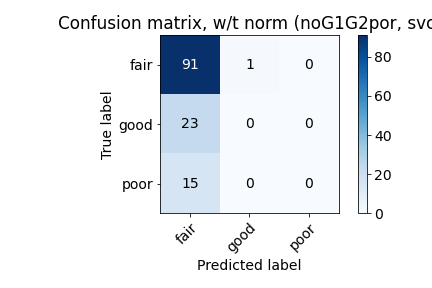 Confusion matrix, w/t norm (noG1G2por, svc
fair 91 1 0
good 23 0 0
poor 15 0 0
fair good poor
True label
Predicted label
80
60
40
20
0